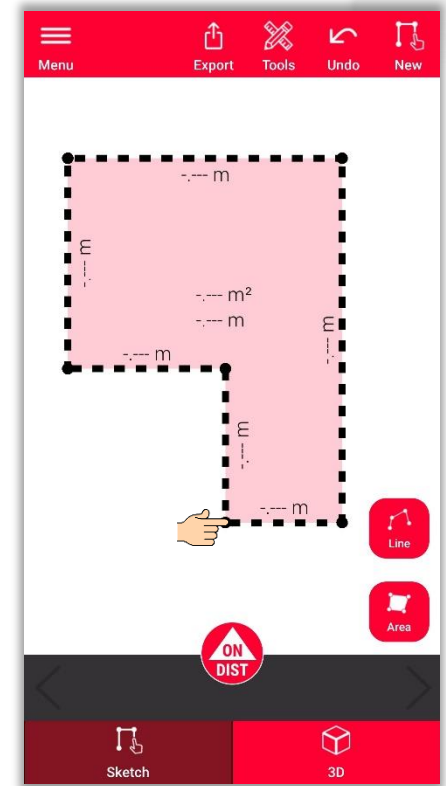 Menu
Export
Tools
Undo
New
-.--- m
-.--- m
-.--- m²
-.--- m
-.--- m
-.--- m
-.--- m
-.--- m
Line
Area
ON
DIST
Sketch
3D